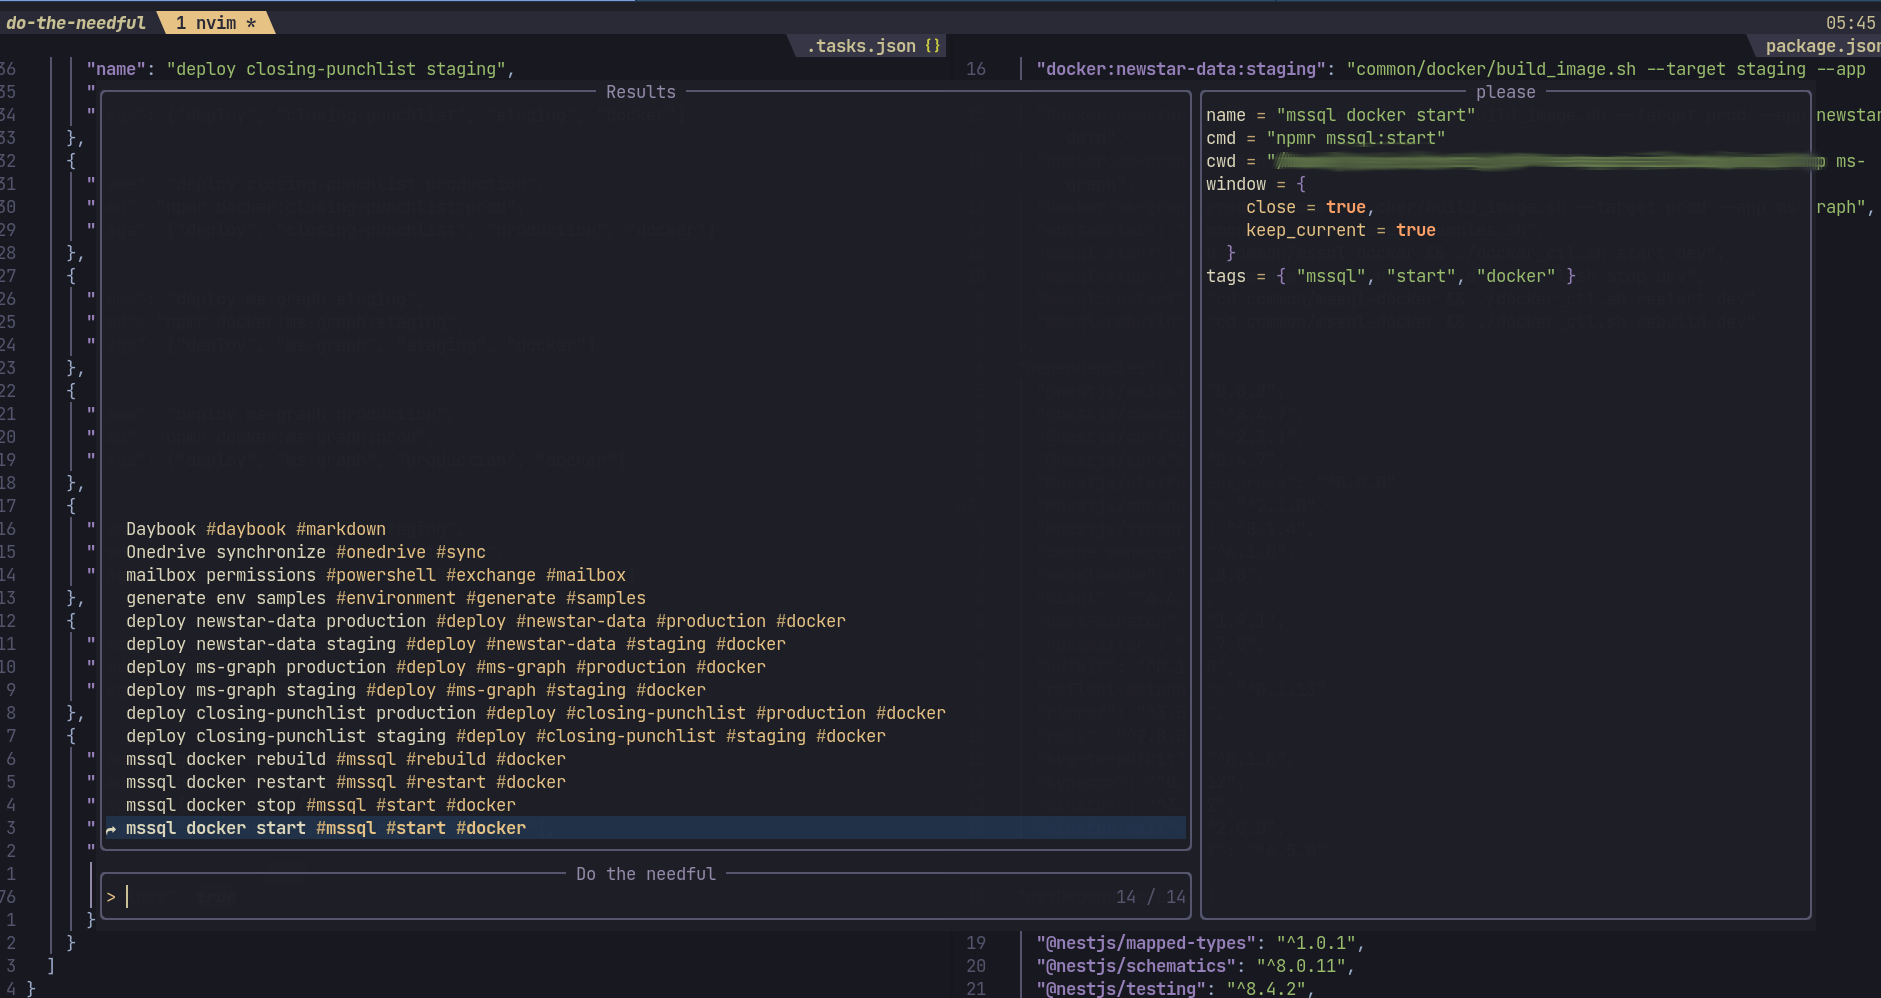 do-the-needful 1 nvim * 05:45
.tasks.json {} package.json
36 "name": "deploy closing-punchlist staging", 16 "docker:newstar-data:staging": "common/docker/build_image.sh --target staging --app
35 " Results please
34 " name = "mssql docker start" newstar
33 }, cmd = "npmr mssql:start"
32 { cwd = " ms-
31 " window = {
30 " close = true, raph",
29 " keep_current = true
28 }, }
27 { tags = { "mssql", "start", "docker" }
26 "
25 "
24 "
23 },
22 {
21 "
20 "
19 "
18 },
17 {
16 " Daybook #daybook #markdown
15 " Onedrive synchronize #onedrive #sync
14 " mailbox permissions #powershell #exchange #mailbox
13 }, generate env samples #environment #generate #samples
12 { deploy newstar-data production #deploy #newstar-data #production #docker
11 " deploy newstar-data staging #deploy #newstar-data #staging #docker
10 " deploy ms-graph production #deploy #ms-graph #production #docker
9 " deploy ms-graph staging #deploy #ms-graph #staging #docker
8 }, deploy closing-punchlist production #deploy #closing-punchlist #production #docker
7 { deploy closing-punchlist staging #deploy #closing-punchlist #staging #docker
6 " mssql docker rebuild #mssql #rebuild #docker
5 " mssql docker restart #mssql #restart #docker
4 " mssql docker stop #mssql #start #docker
3 " mssql docker start #mssql #start #docker
2 "
1 Do the needful
76 > 14 / 14
1 }
2 } 19 "@nestjs/mapped-types": "^1.0.1",
3 ] 20 "@nestjs/schematics": "^8.0.11",
4 } 21 "@nestjs/testing": "^8.4.2",